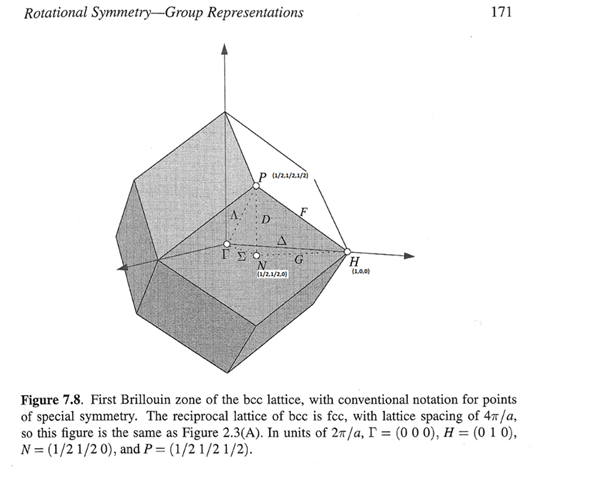 Rotational Symmetry—Group Representations 171
P (1/2,1/2,1/2)
Λ D F
Δ
Γ Σ G
N H
(1/2,1/2,0) (1,0,0)
Figure 7.8. First Brillouin zone of the bcc lattice, with conventional notation for points
of special symmetry. The reciprocal lattice of bcc is fcc, with lattice spacing of 4π/a,
so this figure is the same as Figure 2.3(A). In units of 2π/a, Γ = (0 0 0), H = (0 1 0),
N = (1/2 1/2 0), and P = (1/2 1/2 1/2).